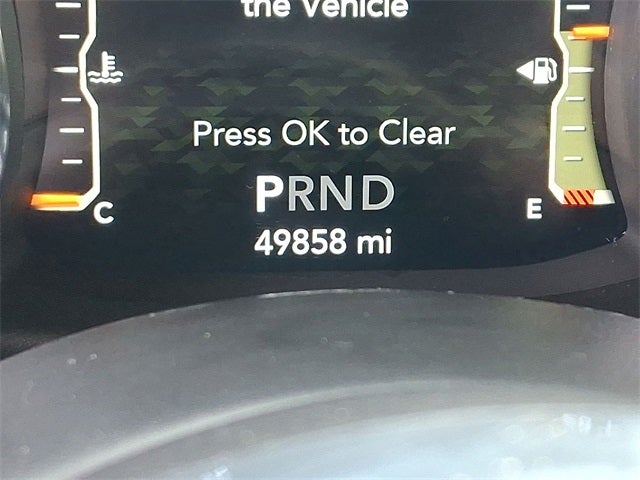 the Vehicle
Press OK to Clear
PRND
C
E
49858 mi